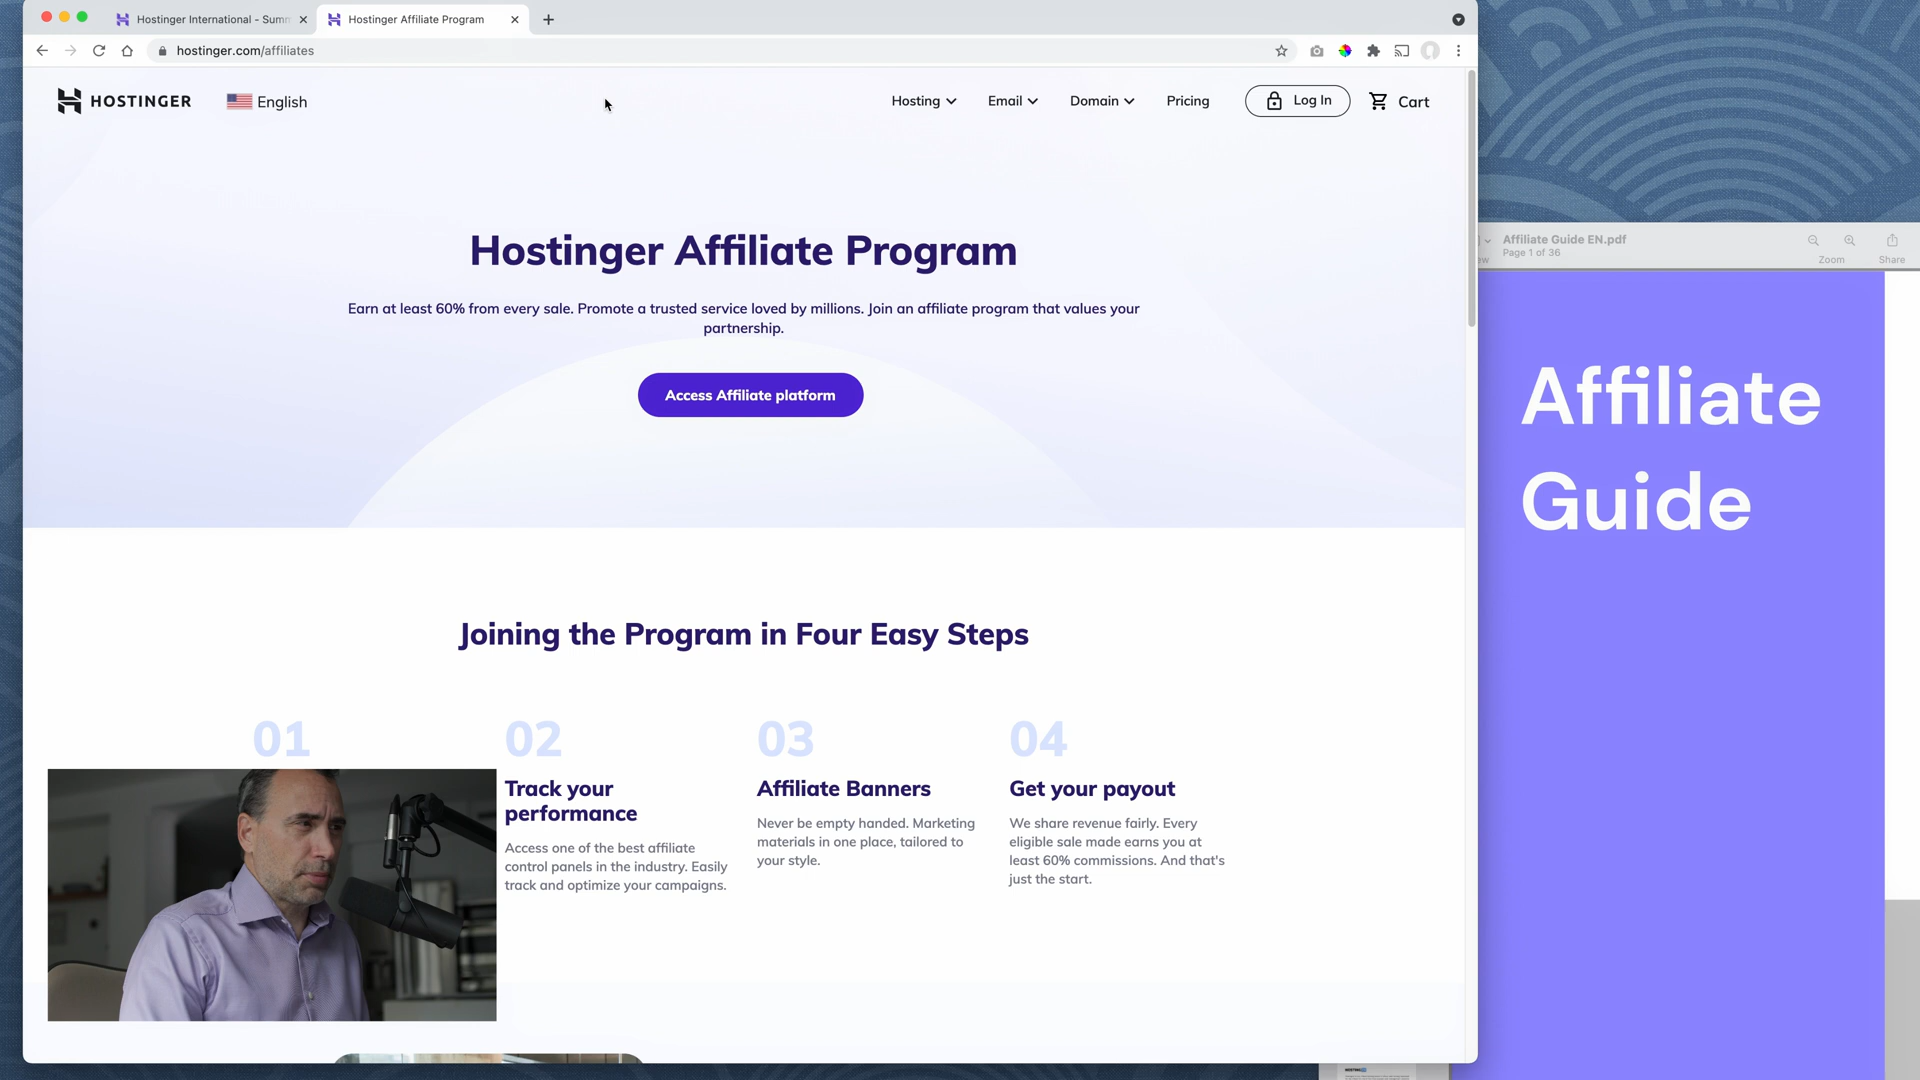 Hostinger International - Sum
Hostinger Affiliate Program
hostinger.com/affiliates
HOSTINGER
English
Hosting
Email
Domain
Pricing
Log In
Cart
Hostinger Affiliate Program
Earn at least 60% from every sale. Promote a trusted service loved by millions. Join an affiliate program that values your
partnership.
Access Affiliate platform
Joining the Program in Four Easy Steps
01
02
Track your
performance
Access one of the best affiliate
control panels in the industry. Easily
track and optimize your campaigns.
03
Affiliate Banners
Never be empty handed. Marketing
materials in one place, tailored to
your style.
04
Get your payout
We share revenue fairly. Every
eligible sale made earns you at
least 60% commissions. And that's
just the start.
Affiliate Guide EN.pdf
Page 1 of 36
Zoom
Share
Affiliate
Guide